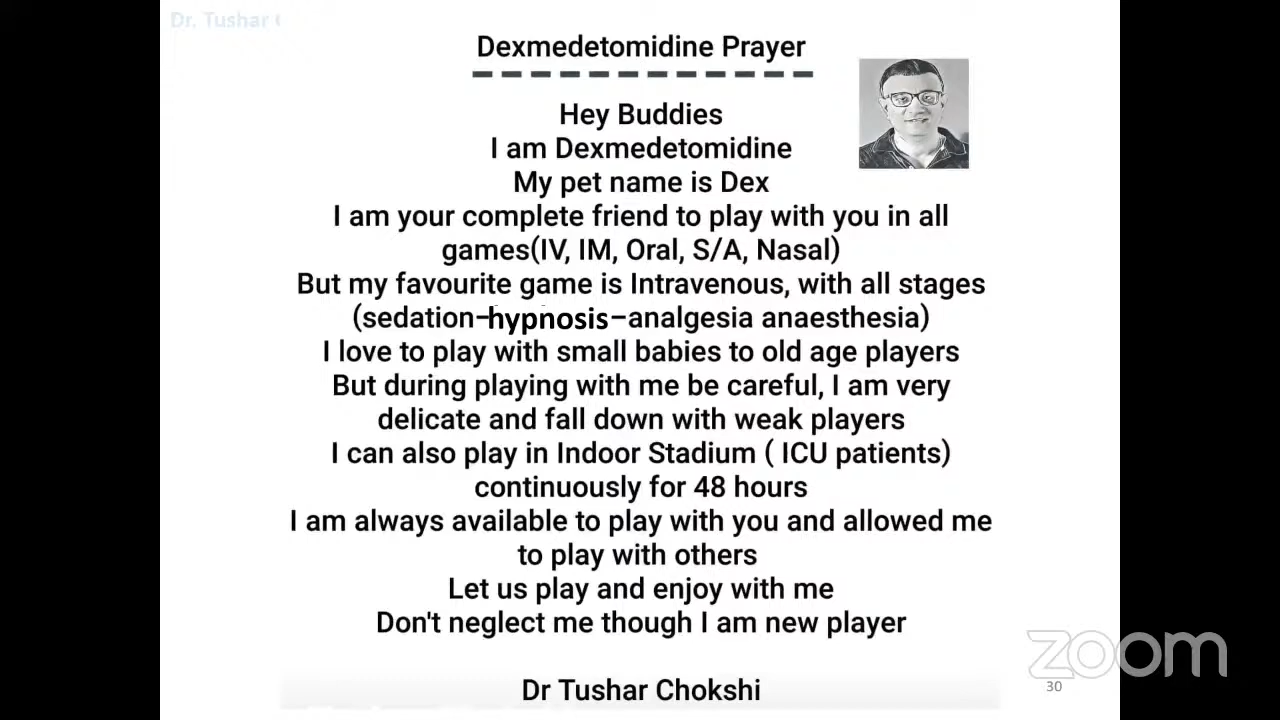 Dr. Tushar C
Dexmedetomidine Prayer
Hey Buddies
I am Dexmedetomidine
My pet name is Dex
I am your complete friend to play with you in all
games(IV, IM, Oral, S/A, Nasal)
But my favourite game is Intravenous, with all stages
(sedation–hypnosis–analgesia anaesthesia)
I love to play with small babies to old age players
But during playing with me be careful, I am very
delicate and fall down with weak players
I can also play in Indoor Stadium ( ICU patients)
continuously for 48 hours
I am always available to play with you and allowed me
to play with others
Let us play and enjoy with me
Don't neglect me though I am new player
Dr Tushar Chokshi
zoom
30